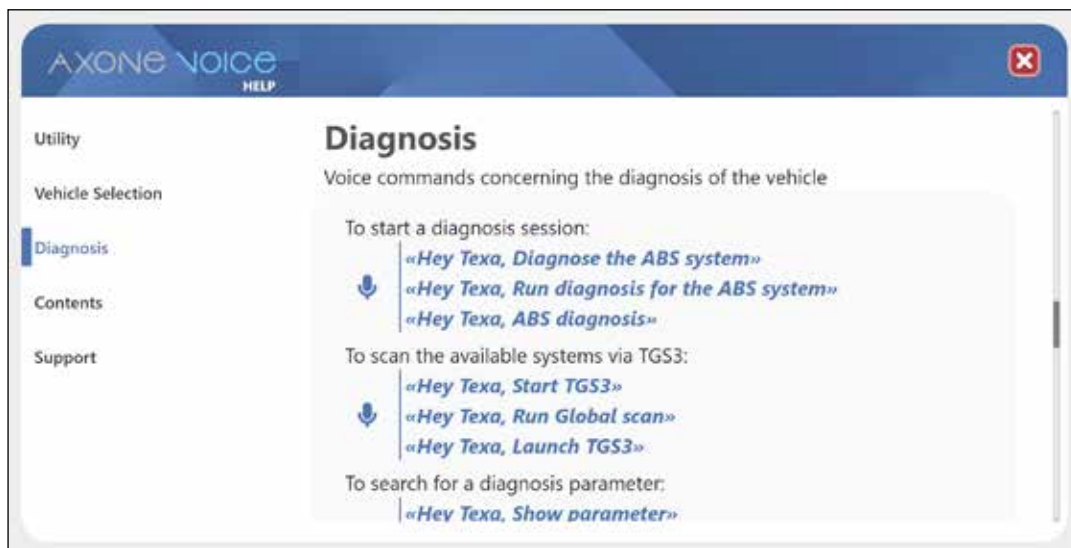 AXONE VOICE
HELP
Utility
Vehicle Selection
Diagnosis
Contents
Support
Diagnosis
Voice commands concerning the diagnosis of the vehicle
To start a diagnosis session:
«Hey Texa, Diagnose the ABS system»
«Hey Texa, Run diagnosis for the ABS system»
«Hey Texa, ABS diagnosis»
To scan the available systems via TGS3:
«Hey Texa, Start TGS3»
«Hey Texa, Run Global scan»
«Hey Texa, Launch TGS3»
To search for a diagnosis parameter:
«Hey Texa, Show parameter»